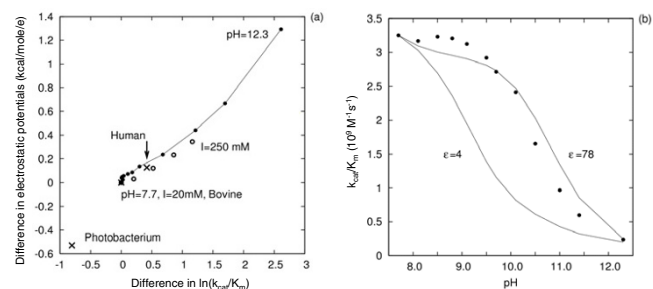 (a)
1.4
1.2
1
0.8
0.6
0.4
0.2
0
-0.2
-0.4
-0.6
Difference in electrostatic potentials (kcal/mole/e)
pH=12.3
Human
I=250 mM
pH=7.7, I=20mM, Bovine
Photobacterium
-1 -0.5 0 0.5 1 1.5 2 2.5 3
Difference in ln(kcat/Km)
(b)
3.5
3
2.5
2
1.5
1
0.5
0
kcat/Km (10⁹ M⁻¹ s⁻¹)
ε=4
ε=78
8.0 9.0 10.0 11.0 12.0
pH